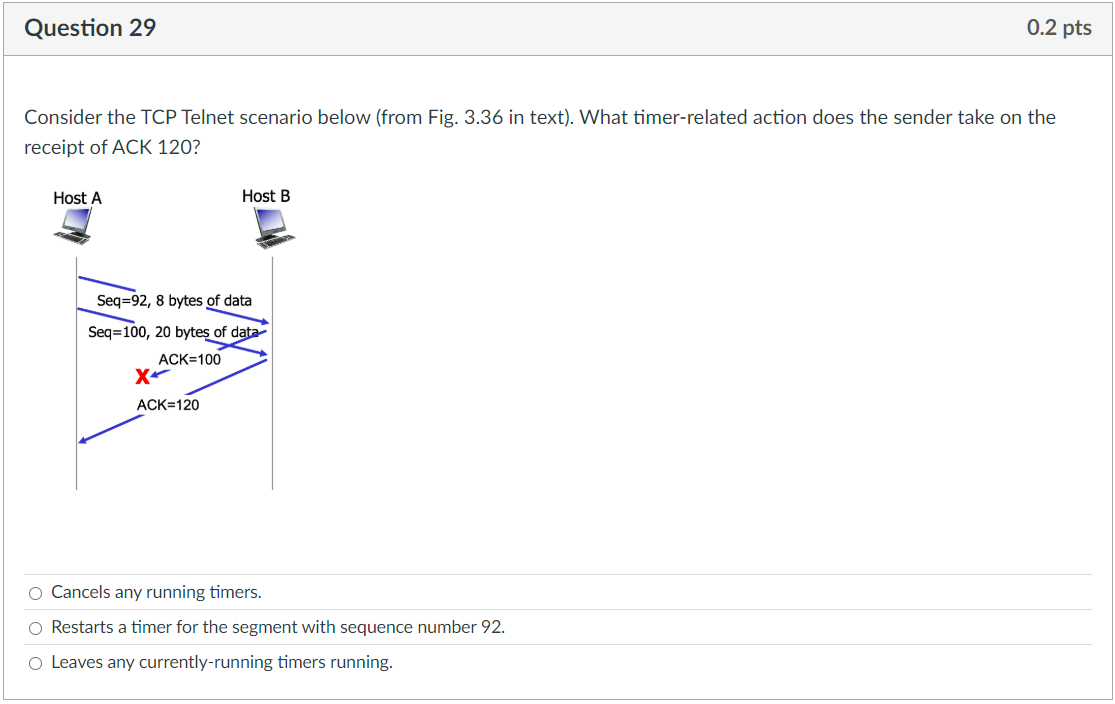 Question 29
0.2 pts
Consider the TCP Telnet scenario below (from Fig. 3.36 in text). What timer-related action does the sender take on the
receipt of ACK 120?
Host A
Host B
Seq=92, 8 bytes of data
Seq=100, 20 bytes of data
ACK=100
X
ACK=120
Cancels any running timers.
Restarts a timer for the segment with sequence number 92.
Leaves any currently-running timers running.